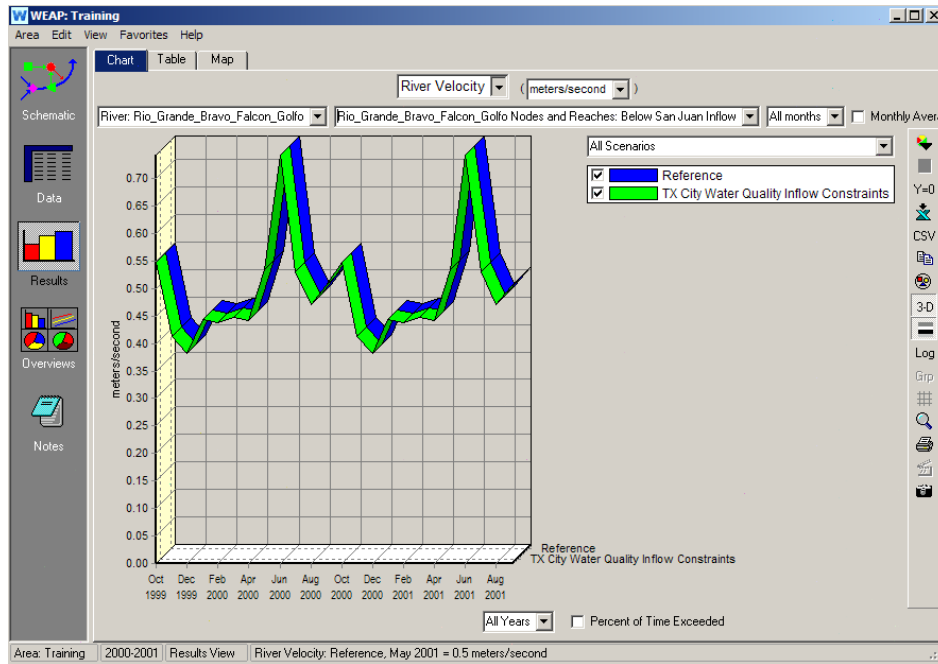 WEAP: Training
Area Edit View Favorites Help
Chart Table Map
River Velocity ( meters/second )
River: Rio_Grande_Bravo_Falcon_Golfo Rio_Grande_Bravo_Falcon_Golfo Nodes and Reaches: Below San Juan Inflow All months Monthly Aver
All Scenarios
Reference
TX City Water Quality Inflow Constraints
Schematic
Data
Results
Overviews
Notes
Y=0
CSV
3-D
Log
Grp
meters/second
0.70
0.65
0.60
0.55
0.50
0.45
0.40
0.35
0.30
0.25
0.20
0.15
0.10
0.05
0.00
Reference
TX City Water Quality Inflow Constraints
Oct Dec Feb Apr Jun Aug Oct Dec Feb Apr Jun Aug
1999 1999 2000 2000 2000 2000 2000 2000 2001 2001 2001 2001
All Years Percent of Time Exceeded
Area: Training 2000-2001 Results View River Velocity: Reference, May 2001 = 0.5 meters/second